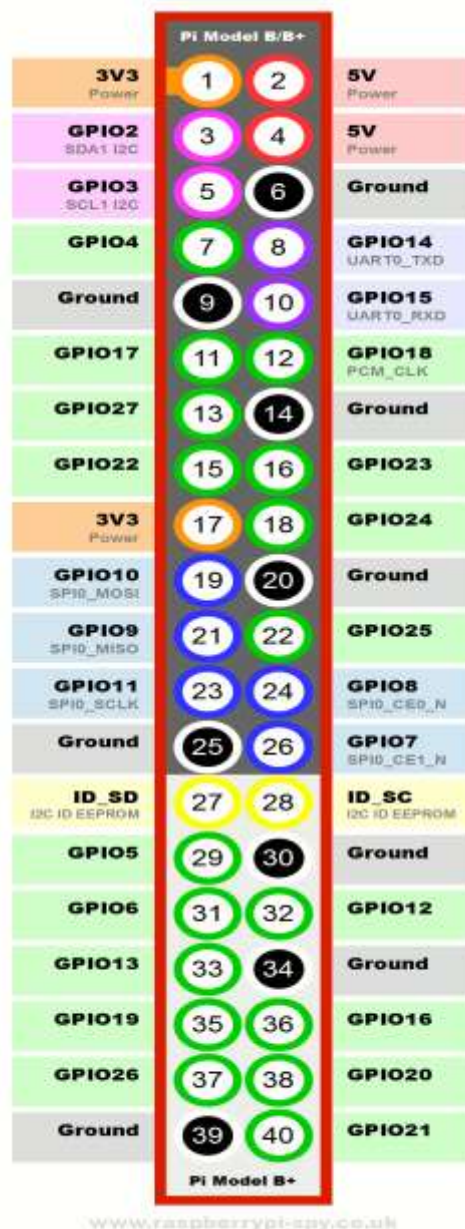 Pi Model B/B+
3V3 1 2 5V
Power Power
GPIO2 3 4 5V
SDA1 I2C Power
GPIO3 5 6 Ground
SCL1 I2C
GPIO4 7 8 GPIO14
UART0_TXD
Ground 9 10 GPIO15
UART0_RXD
GPIO17 11 12 GPIO18
PCM_CLK
GPIO27 13 14 Ground
GPIO22 15 16 GPIO23
3V3 17 18 GPIO24
Power
GPIO10 19 20 Ground
SPI0_MOSI
GPIO9 21 22 GPIO25
SPI0_MISO
GPIO11 23 24 GPIO8
SPI0_SCLK SPI0_CE0_N
Ground 25 26 GPIO7
SPI0_CE1_N
ID_SD 27 28 ID_SC
I2C ID EEPROM I2C ID EEPROM
GPIO5 29 30 Ground
GPIO6 31 32 GPIO12
GPIO13 33 34 Ground
GPIO19 35 36 GPIO16
GPIO26 37 38 GPIO20
Ground 39 40 GPIO21
Pi Model B+
www.raspberrypi-spy.co.uk